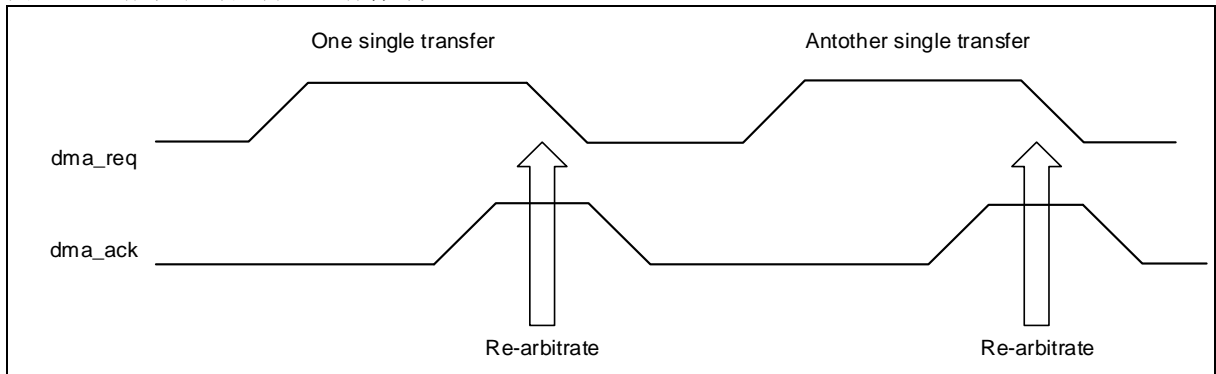 One single transfer
Antother single transfer
dma_req
dma_ack
Re-arbitrate
Re-arbitrate